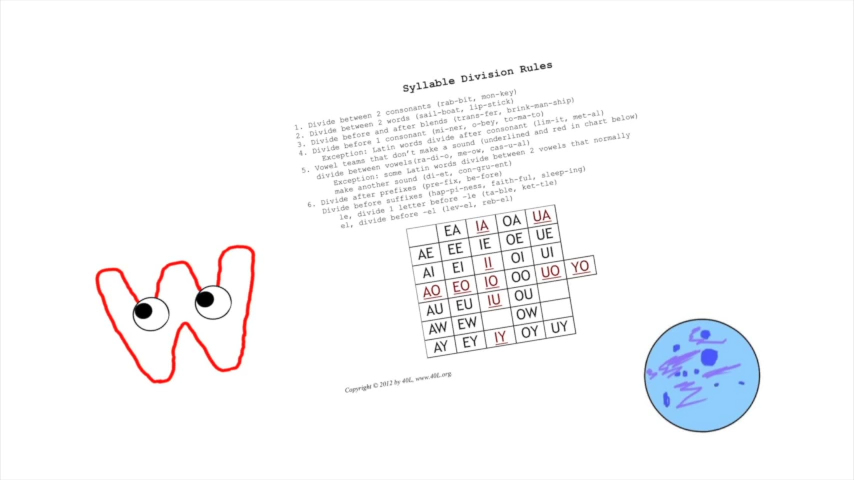 Syllable Division Rules
1. Divide between 2 consonants (rab-bit, mon-key)
2. Divide between 2 words (sail-boat, lip-stick)
3. Divide before and after blends (trans-fer, brink-man-ship)
4. Divide before 1 consonant (mi-ner, o-bey, to-ma-to)
Exception: Latin words divide after consonant (lim-it, met-al)
5. Vowel teams that don't make a sound (underlined and red in chart below)
divide between vowels(ra-di-o, me-ow, cas-u-al)
Exception: some Latin words divide between 2 vowels that normally
make another sound (di-et, con-gru-ent)
6. Divide after prefixes (pre-fix, be-fore)
Divide before suffixes (hap-pi-ness, faith-ful, sleep-ing)
le, divide 1 letter before -le (ta-ble, ket-tle)
el, divide before -el (lev-el, reb-el)
EA IA OA UA
AE EE IE OE UE
AI EI II OI UI
AO EO IO OO UO YO
AU EU IU OU
AW EW OW
AY EY IY OY UY
Copyright © 2012 by 40L, www.40L.org
W